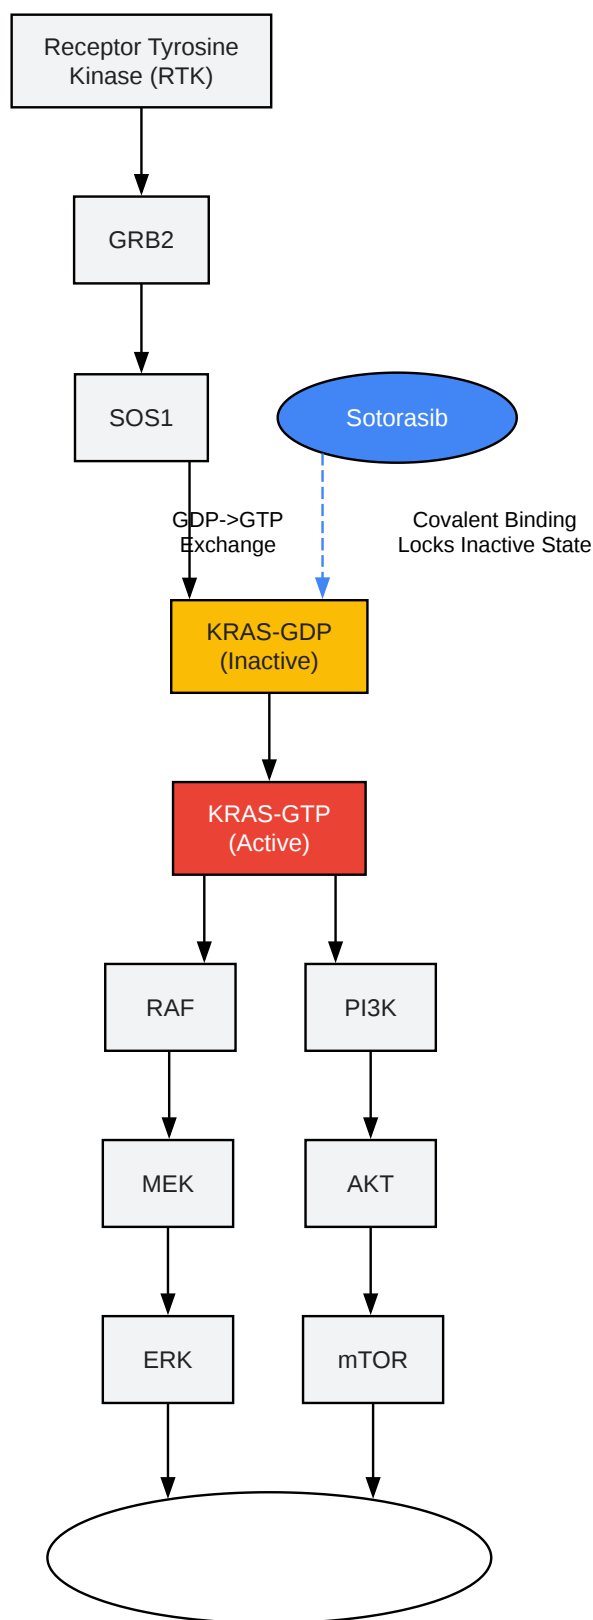 Receptor Tyrosine
Kinase (RTK)
GRB2
SOS1
Sotorasib
GDP->GTP
Exchange
Covalent Binding
Locks Inactive State
KRAS-GDP
(Inactive)
KRAS-GTP
(Active)
RAF
PI3K
MEK
AKT
ERK
mTOR